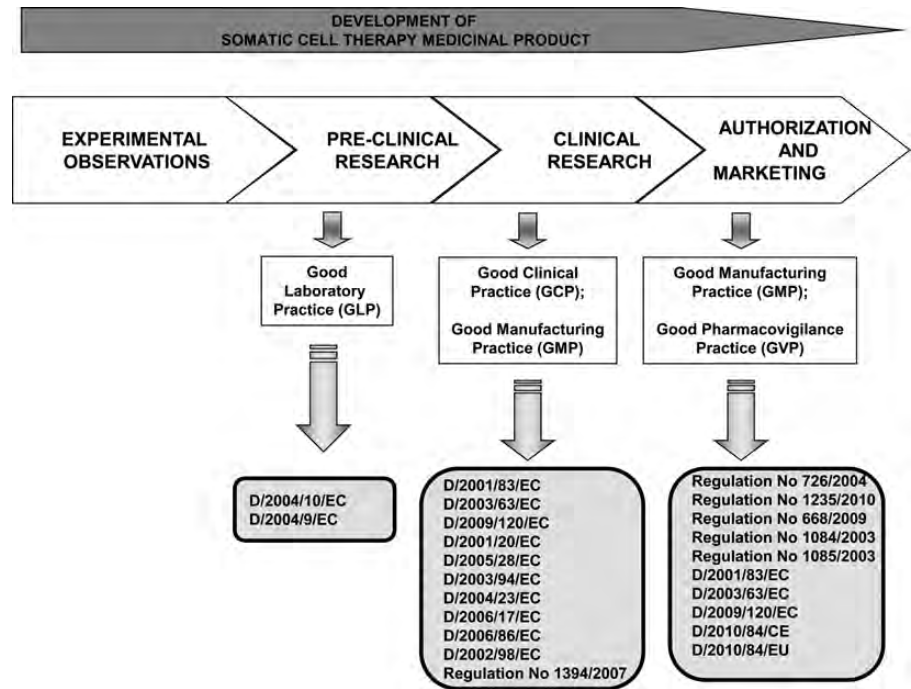 DEVELOPMENT OF
SOMATIC CELL THERAPY MEDICINAL PRODUCT
EXPERIMENTAL
OBSERVATIONS
PRE-CLINICAL
RESEARCH
CLINICAL
RESEARCH
AUTHORIZATION
AND
MARKETING
Good
Laboratory
Practice (GLP)
Good Clinical
Practice (GCP);
Good Manufacturing
Practice (GMP)
Good Manufacturing
Practice (GMP);
Good Pharmacovigilance
Practice (GVP)
D/2004/10/EC
D/2004/9/EC
D/2001/83/EC
D/2003/63/EC
D/2009/120/EC
D/2001/20/EC
D/2005/28/EC
D/2003/94/EC
D/2004/23/EC
D/2006/17/EC
D/2006/86/EC
D/2002/98/EC
Regulation No 1394/2007
Regulation No 726/2004
Regulation No 1235/2010
Regulation No 668/2009
Regulation No 1084/2003
Regulation No 1085/2003
D/2001/83/EC
D/2003/63/EC
D/2009/120/EC
D/2010/84/CE
D/2010/84/EU